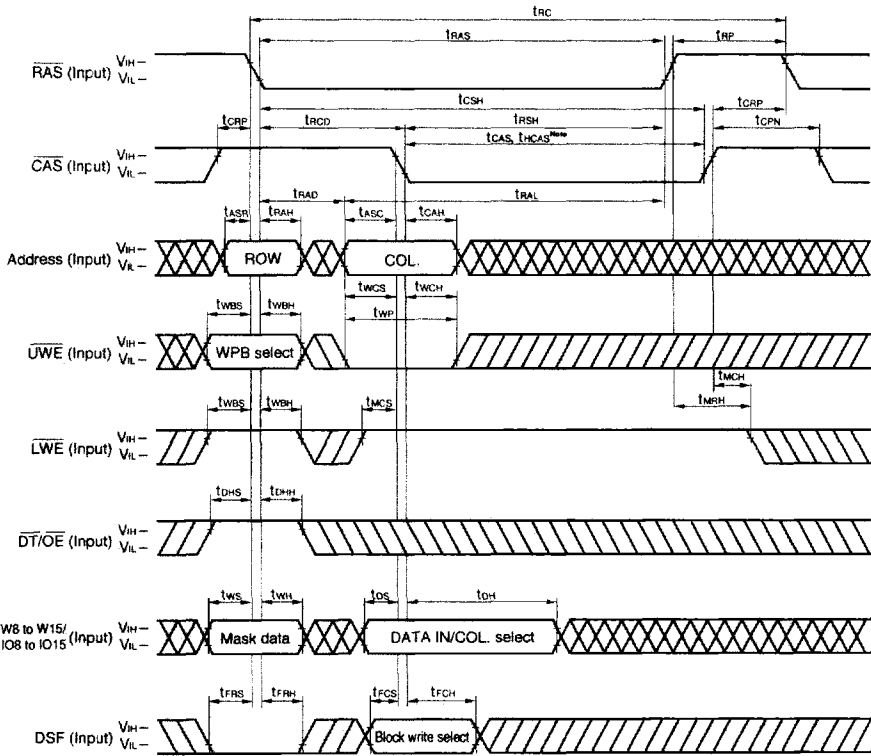 tRC
tRAS
tRP
RAS (Input)
VIH
VIL
tCSH
tCRP
tCRP
tRCD
tRSH
tCPN
tCAS, tHCAS Note
CAS (Input)
VIH
VIL
tRAD
tRAL
tASR
tRAH
tASC
tCAH
Address (Input)
VIH
VIL
ROW
COL.
tWCS
tWCH
tWBS
tWBH
tWP
UWE (Input)
VIH
VIL
WPB select
tMCH
tWBS
tWBH
tMCS
tMRH
LWE (Input)
VIH
VIL
tDHS
tDHH
DT/OE (Input)
VIH
VIL
tWS
tWH
tDS
tDH
W8 to W15/
IO8 to IO15
(Input)
VIH
VIL
Mask data
DATA IN/COL. select
tFRS
tFRH
tFCS
tFCH
DSF (Input)
VIH
VIL
Block write select